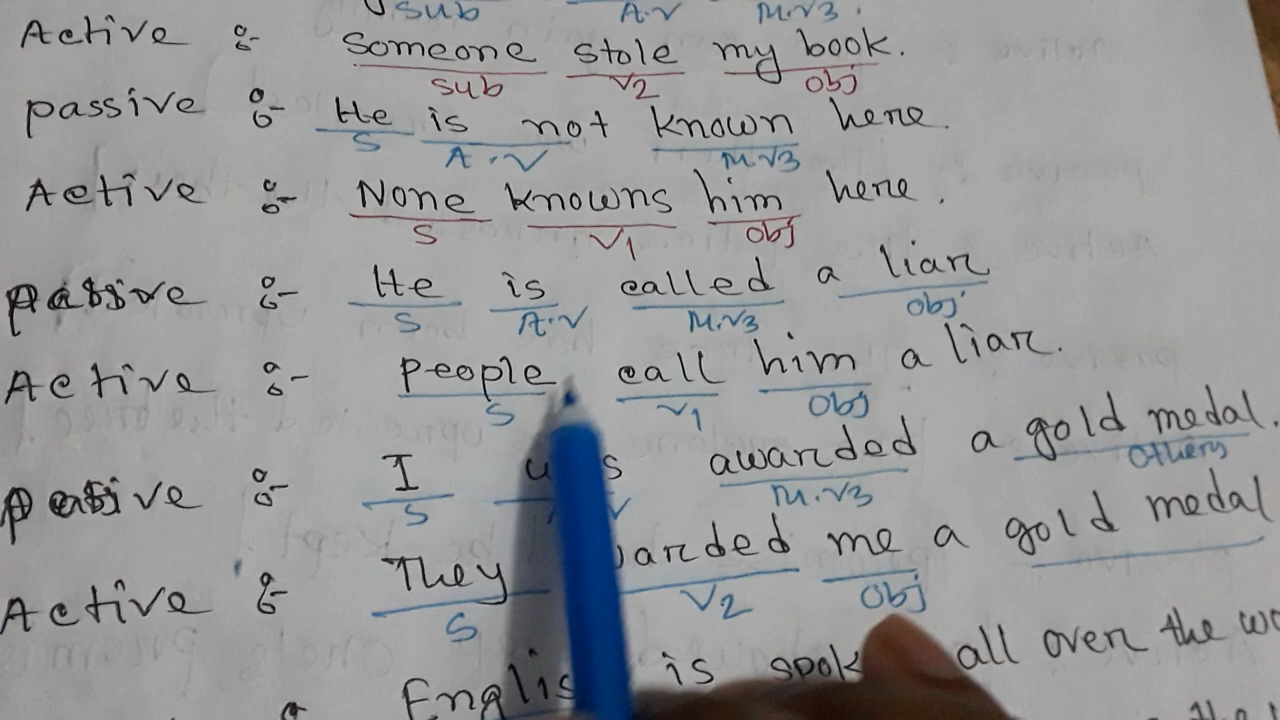 sub A.V M.V3.
Active :- Someone stole my book.
sub V2 obj
passive :- He is not known here.
S A.V M.V3
Active :- None knowns him here.
S V1 obj
passive :- He is called a liar
S A.V M.V3 obj
Active :- people call him a liar.
S V1 obj
passive :- I awarded a gold medal.
S M.V3 others
Active :- They me a gold medal
S V2 obj
is all over the